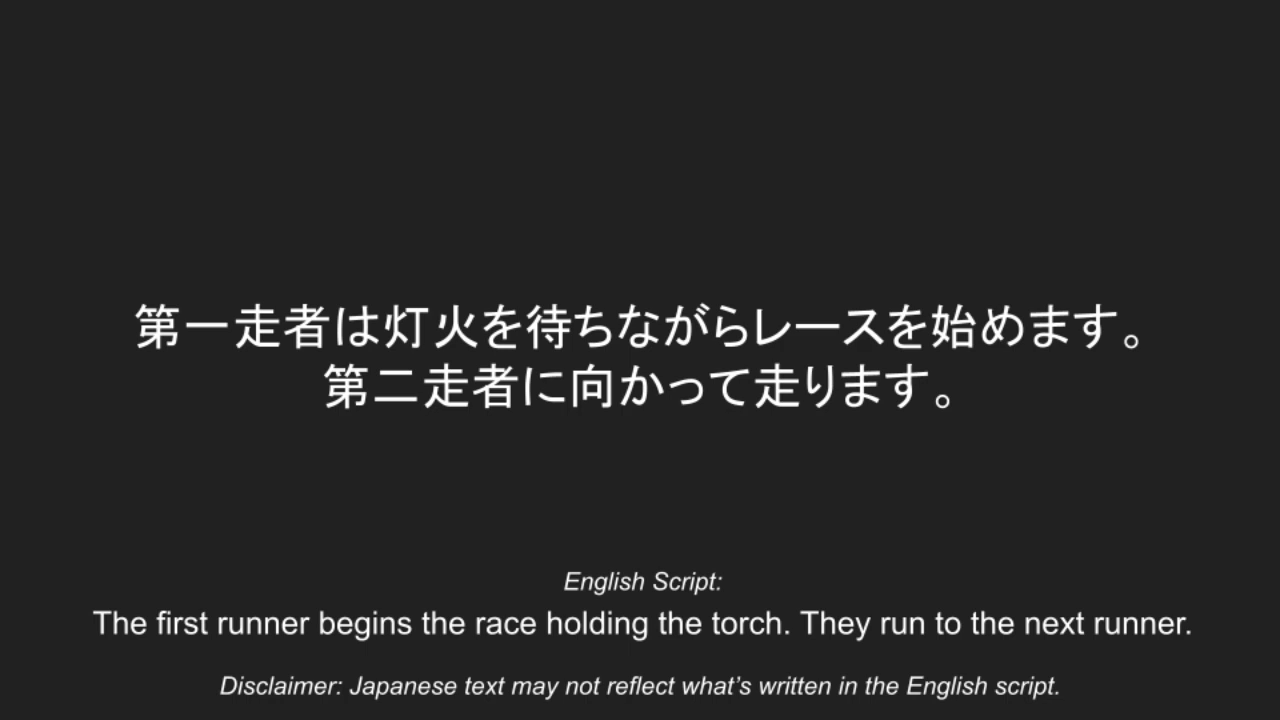 第一走者は灯火を待ちながらレースを始めます。
第二走者に向かって走ります。
English Script:
The first runner begins the race holding the torch. They run to the next runner.
Disclaimer: Japanese text may not reflect what’s written in the English script.